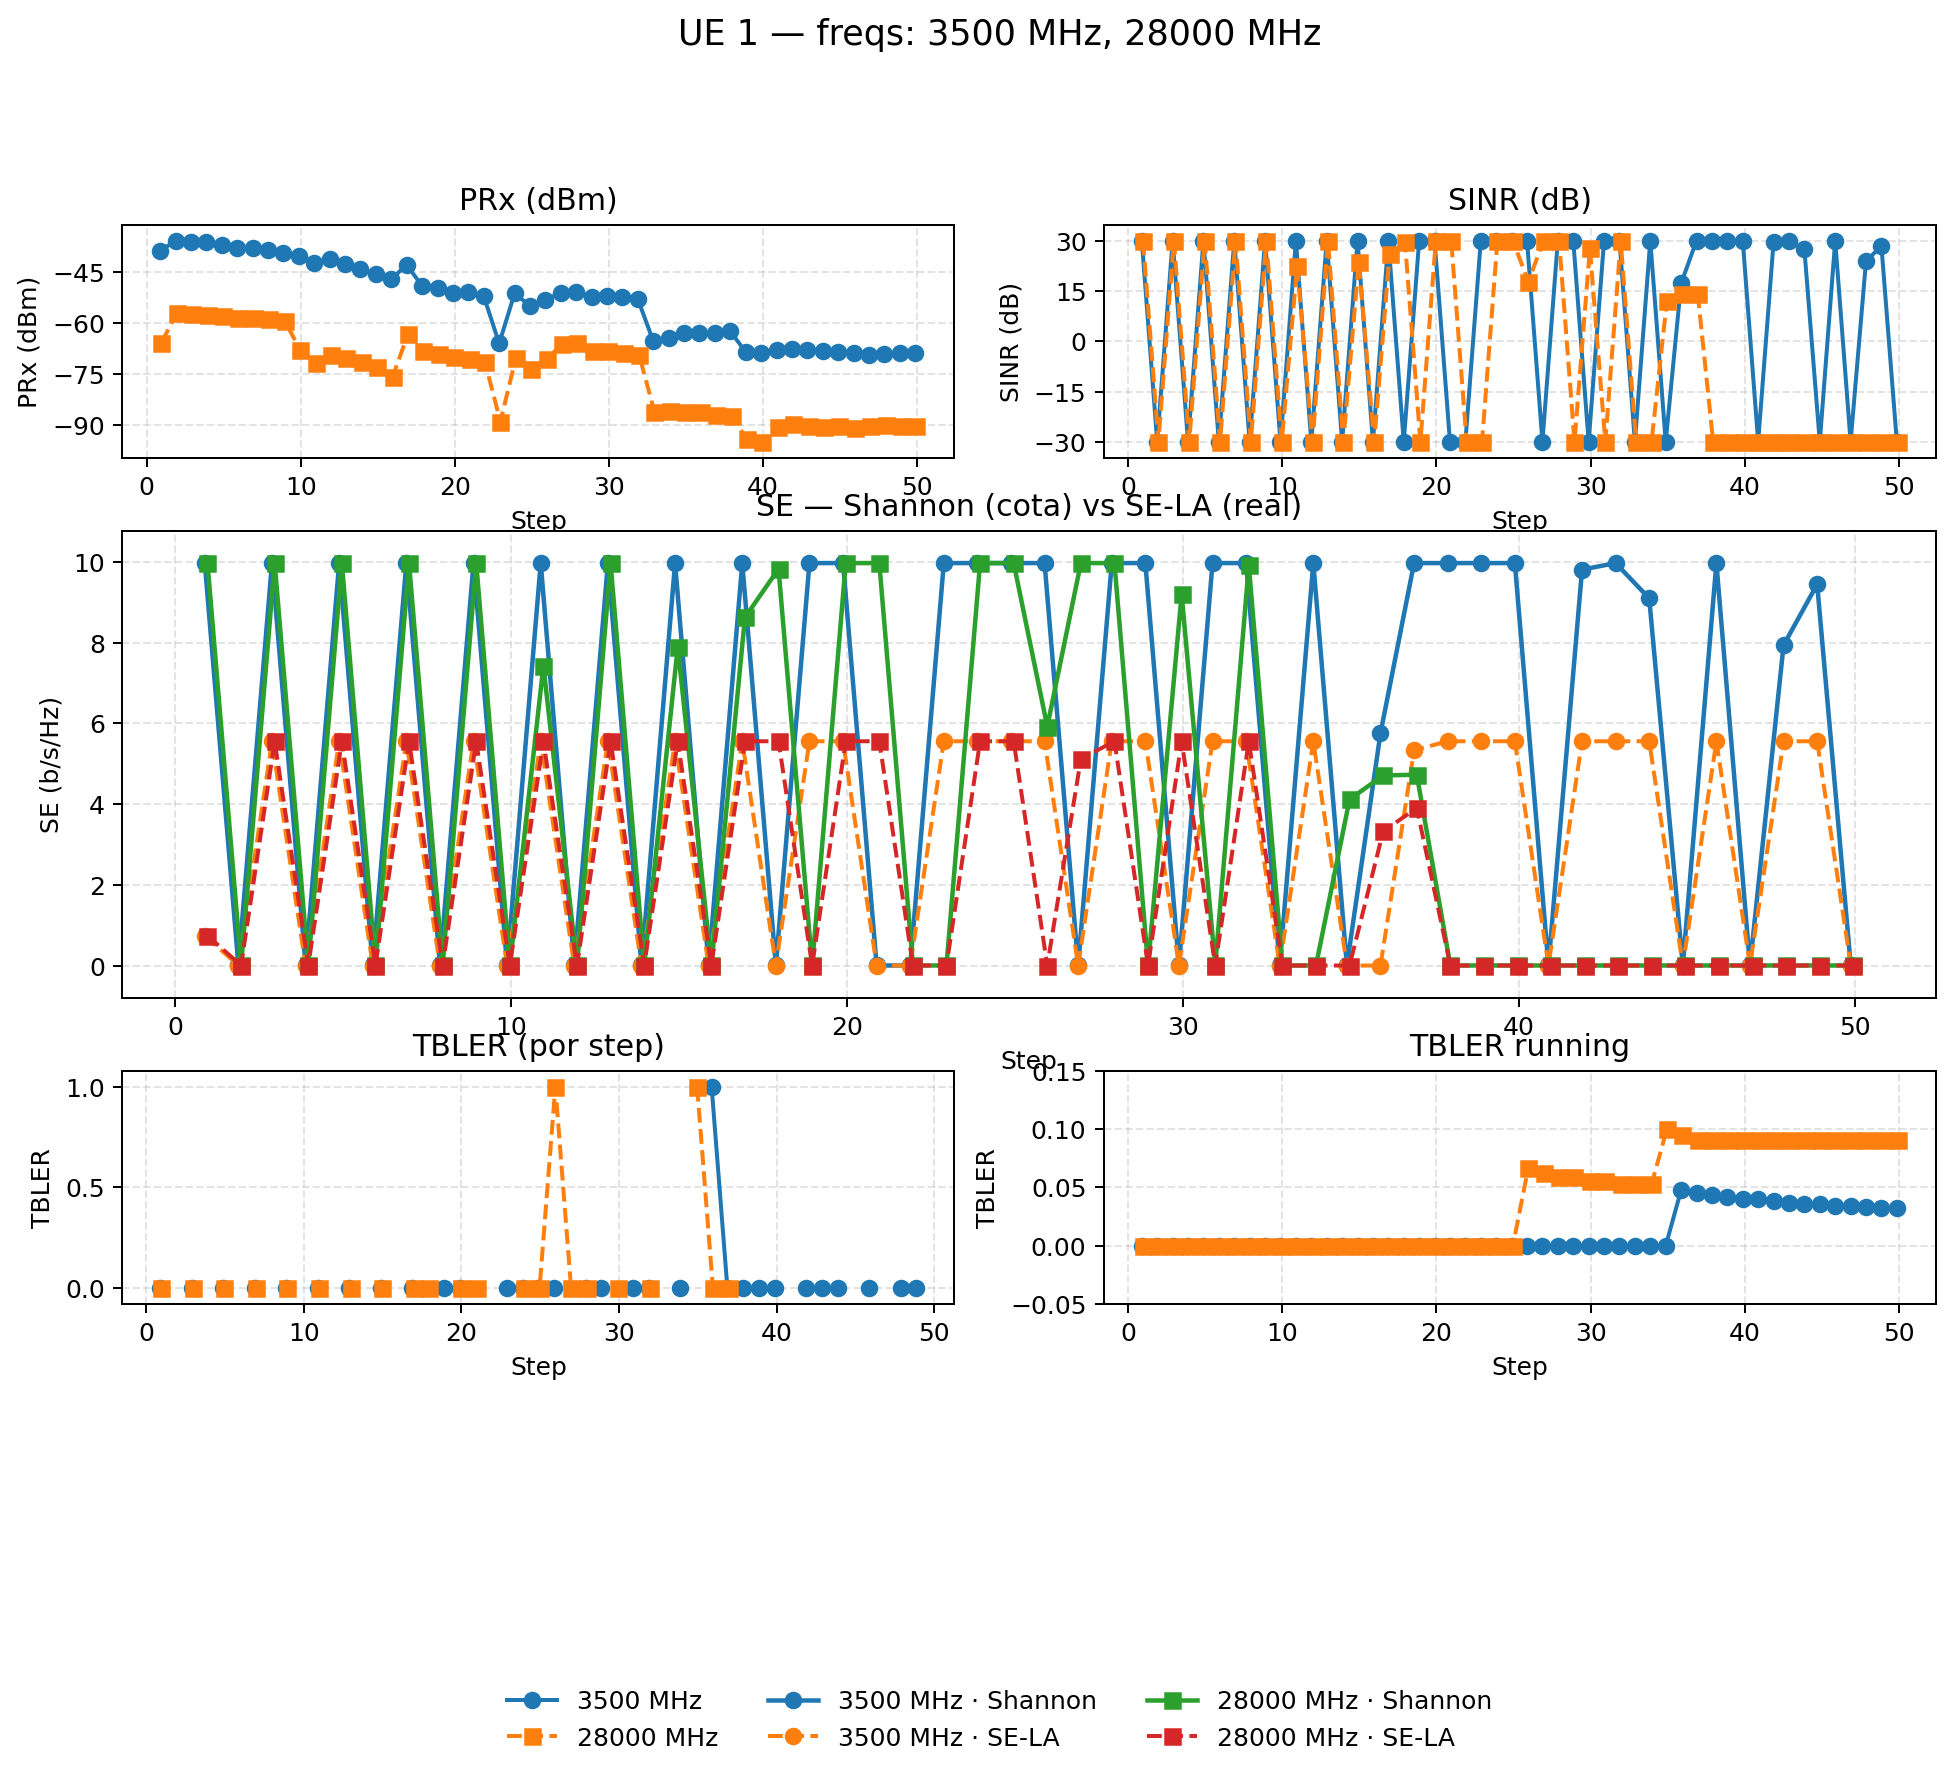 UE 1 — freqs: 3500 MHz, 28000 MHz
PRx (dBm)
PRx (dBm)
−45
−60
−75
−90
0 10 20 30 40 50
Step
SINR (dB)
SINR (dB)
30
15
0
−15
−30
0 10 20 30 40 50
Step
SE — Shannon (cota) vs SE-LA (real)
SE (b/s/Hz)
10
8
6
4
2
0
0 10 20 30 40 50
Step
TBLER (por step)
TBLER
1.0
0.5
0.0
0 10 20 30 40 50
Step
TBLER running
TBLER
0.15
0.10
0.05
0.00
−0.05
0 10 20 30 40 50
Step
3500 MHz
28000 MHz
3500 MHz · Shannon
3500 MHz · SE-LA
28000 MHz · Shannon
28000 MHz · SE-LA